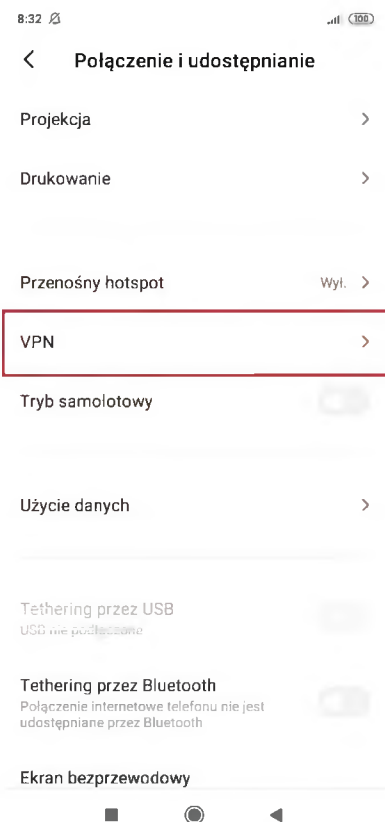 8:32
100
Połączenie i udostępnianie
Projekcja
Drukowanie
Przenośny hotspot Wył.
VPN
Tryb samolotowy
Użycie danych
Tethering przez USB
USB nie podłączone
Tethering przez Bluetooth
Połączenie internetowe telefonu nie jest
udostępniane przez Bluetooth
Ekran bezprzewodowy